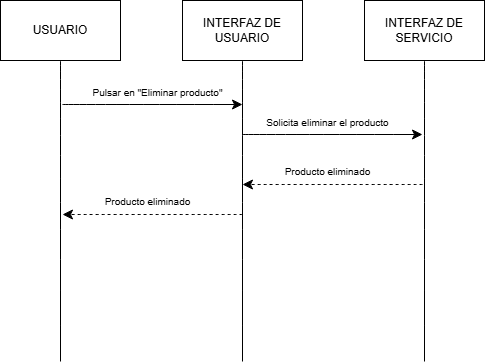 USUARIO
INTERFAZ DE
USUARIO
INTERFAZ DE
SERVICIO
Pulsar en "Eliminar producto"
Solicita eliminar el producto
Producto eliminado
Producto eliminado